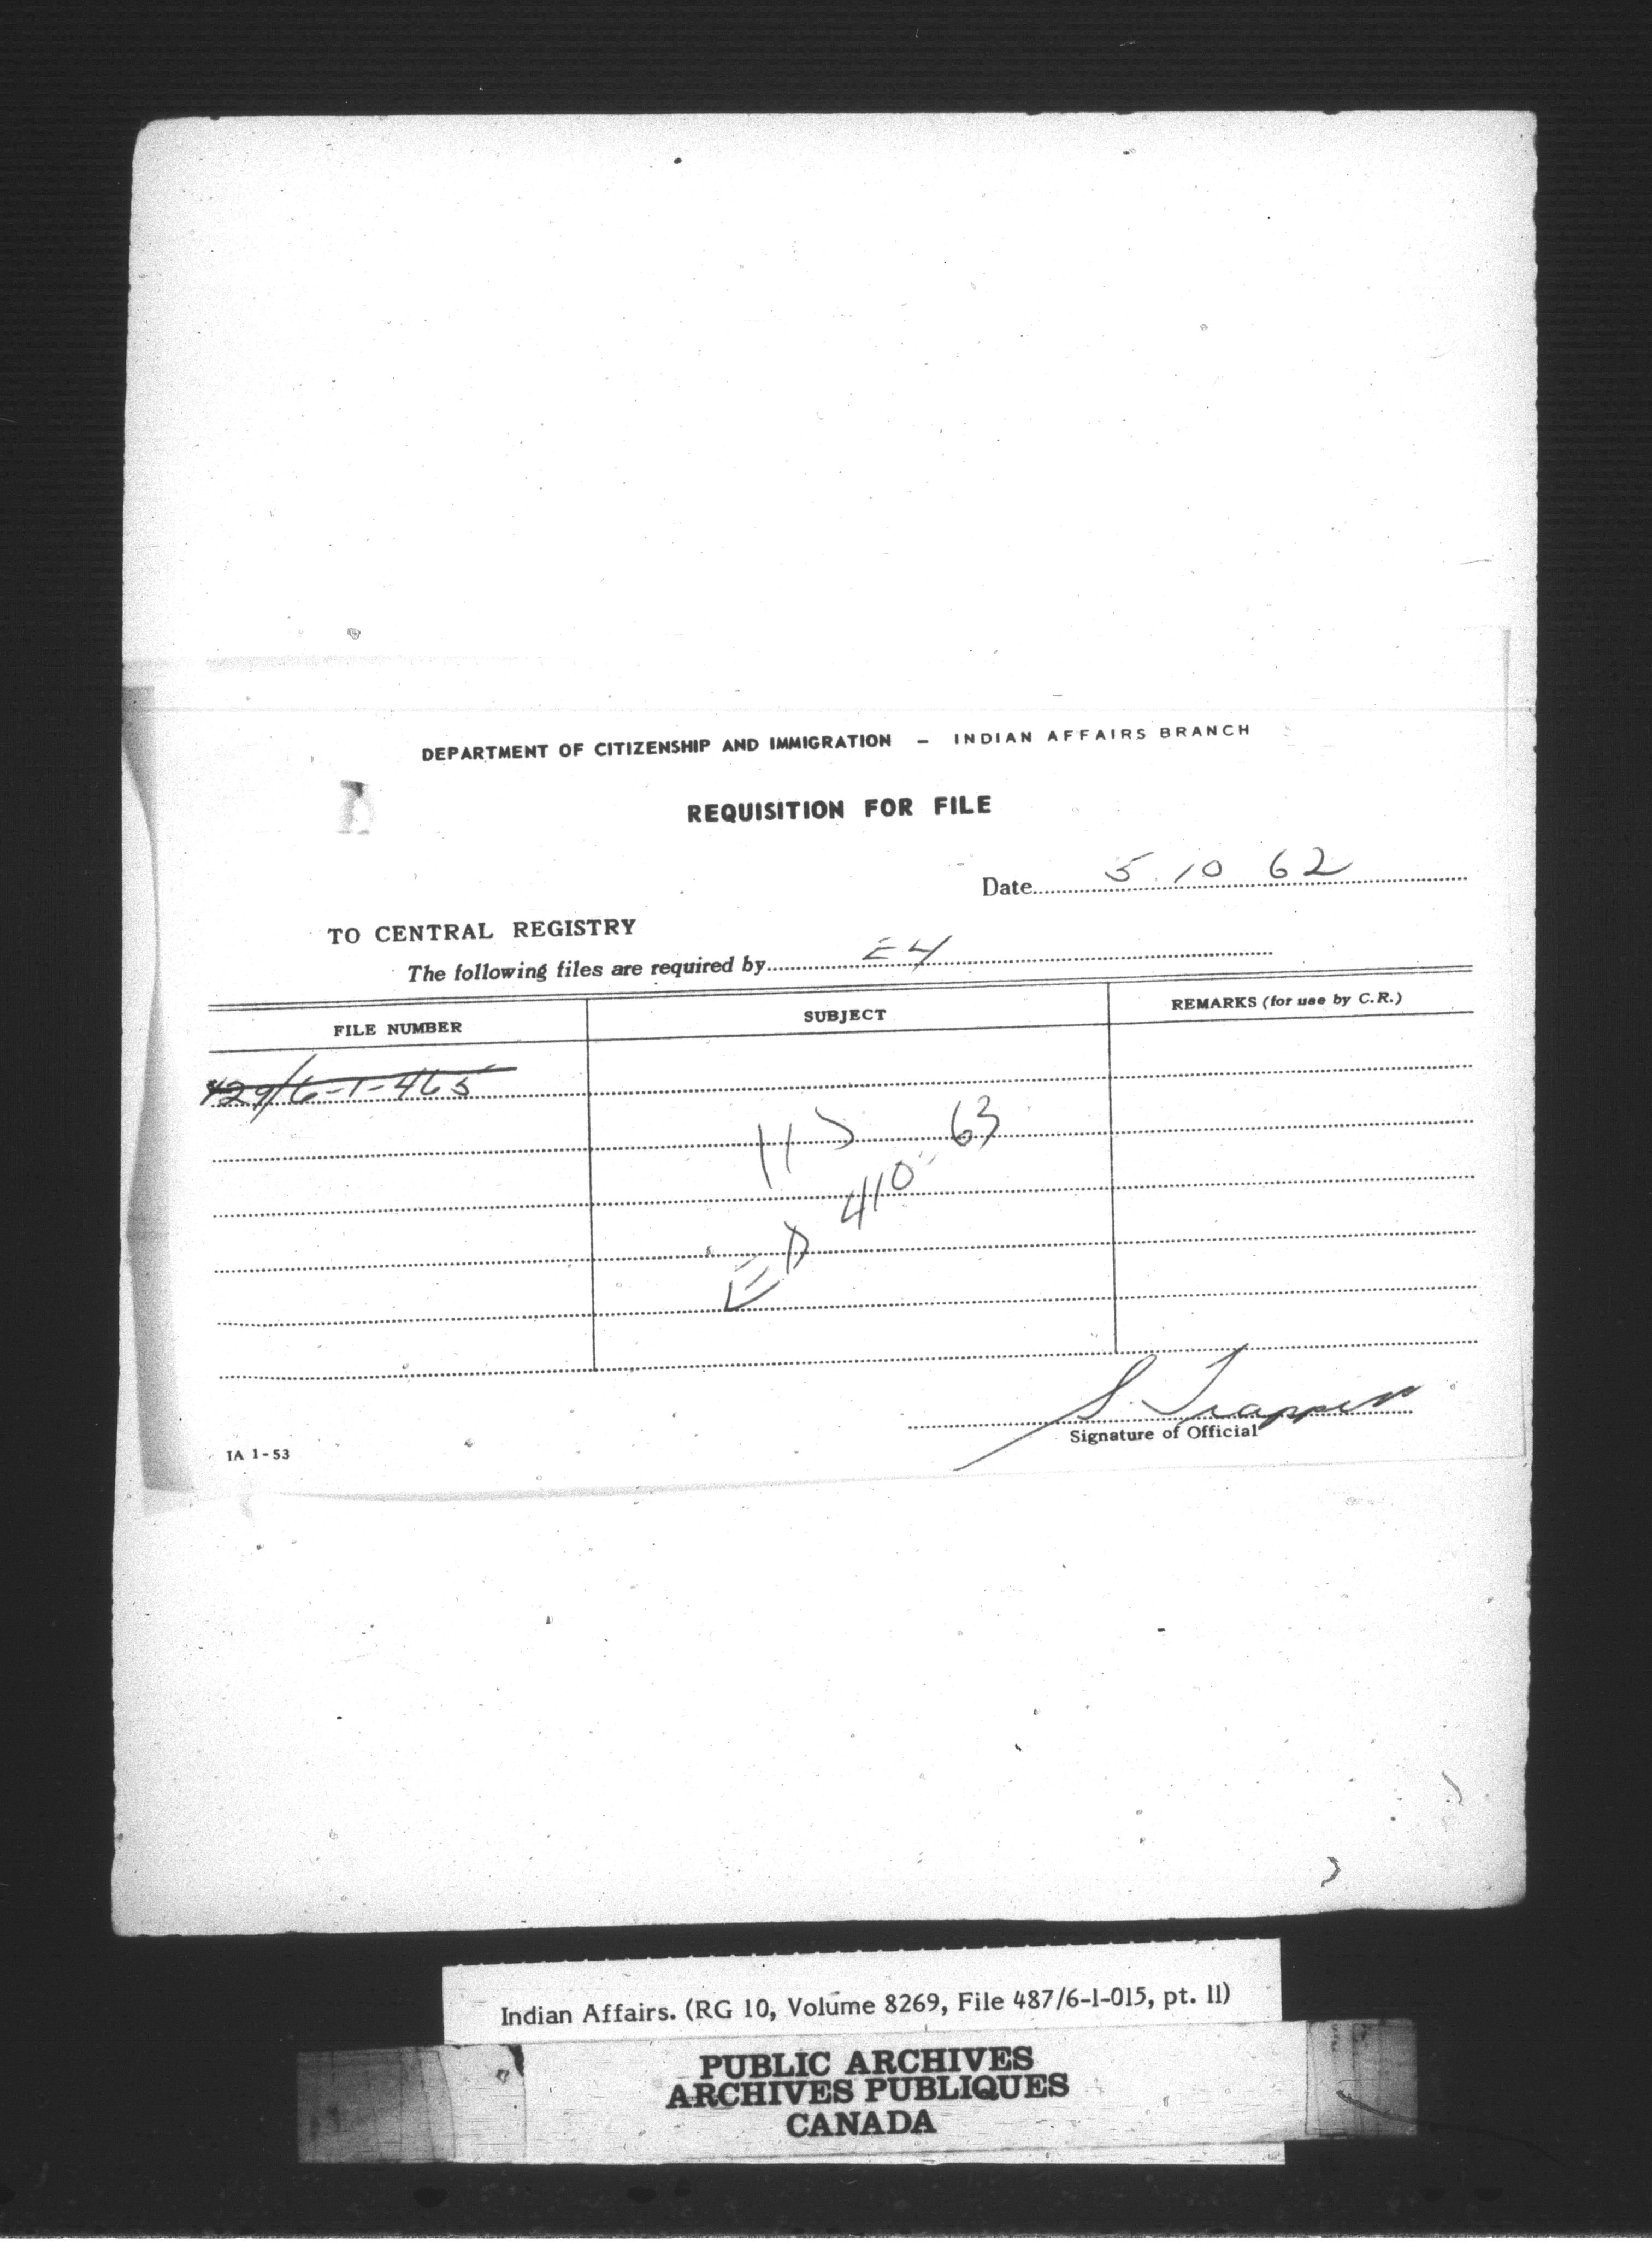 DEPARTMENT OF CITIZENSHIP AND IMMIGRATION – INDIAN AFFAIRS BRANCH
REQUISITION FOR FILE
Date 5.10 62
TO CENTRAL REGISTRY
The following files are required by E4
FILE NUMBER SUBJECT REMARKS (for use by C.R.)
429/6-1-465
63
410
S. Trapper
Signature of Official
IA 1-53
Indian Affairs. (RG 10, Volume 8269, File 487/6-1-015, pt. 11)
PUBLIC ARCHIVES
ARCHIVES PUBLIQUES
CANADA